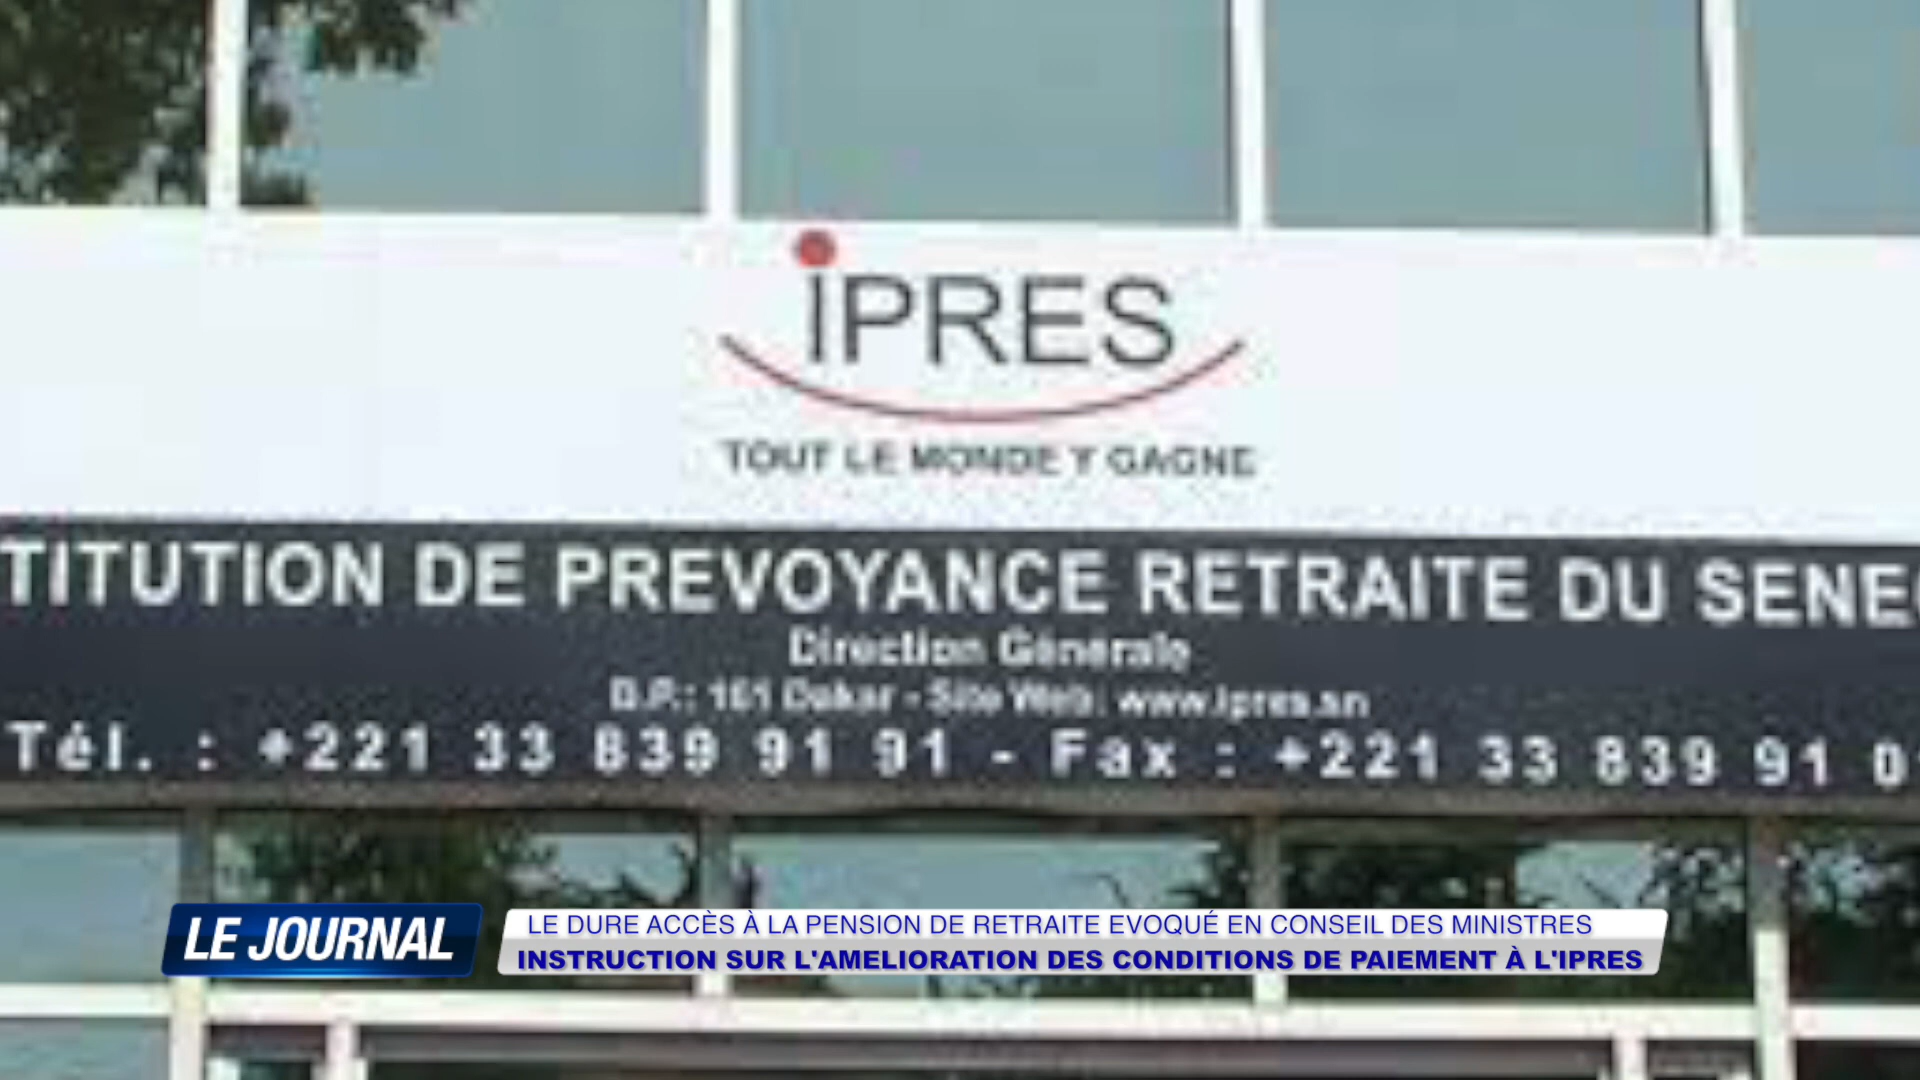 iPRES
TOUT LE MONDE Y GAGNE
TITUTION DE PREVOYANCE RETRAITE DU SENE
Direction Générale
B.P.: 161 Dakar - Site Web: www.ipres.sn
Tél. : +221 33 839 91 91 - Fax : +221 33 839 91 0
LE JOURNAL
LE DURE ACCÈS À LA PENSION DE RETRAITE EVOQUÉ EN CONSEIL DES MINISTRES
INSTRUCTION SUR L'AMELIORATION DES CONDITIONS DE PAIEMENT À L'IPRES